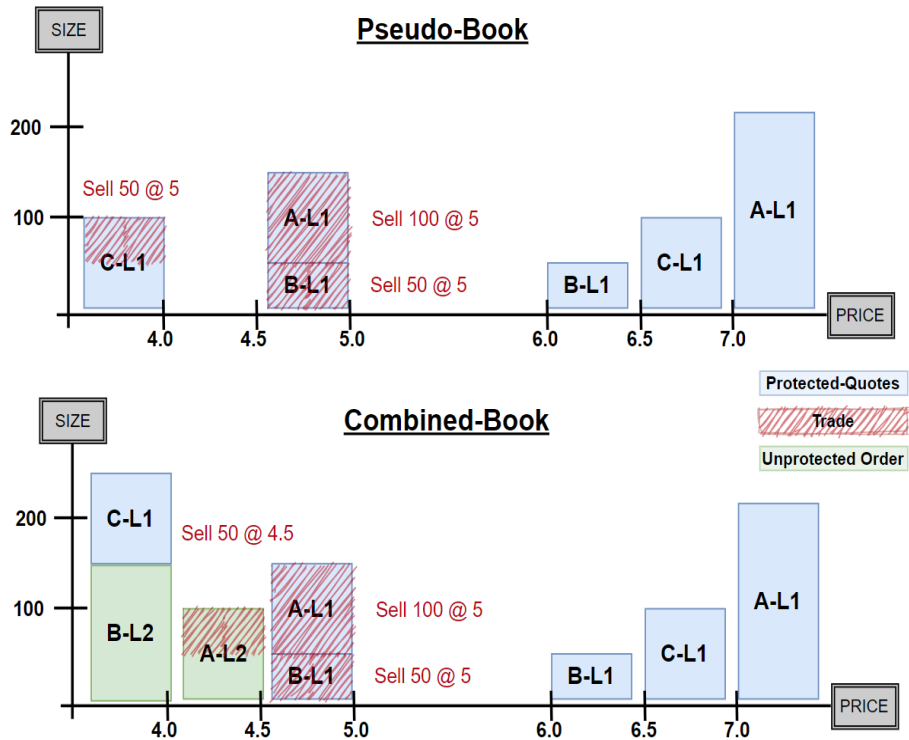 SIZE
Pseudo-Book
200
Sell 50 @ 5
100
A-L1
A-L1
Sell 100 @ 5
C-L1
B-L1
Sell 50 @ 5
B-L1
C-L1
PRICE
4.0
4.5
5.0
6.0
6.5
7.0
Protected-Quotes
SIZE
Combined-Book
Trade
Unprotected Order
200
C-L1
Sell 50 @ 4.5
100
A-L1
Sell 100 @ 5
A-L1
B-L2
A-L2
B-L1
Sell 50 @ 5
B-L1
C-L1
PRICE
4.0
4.5
5.0
6.0
6.5
7.0